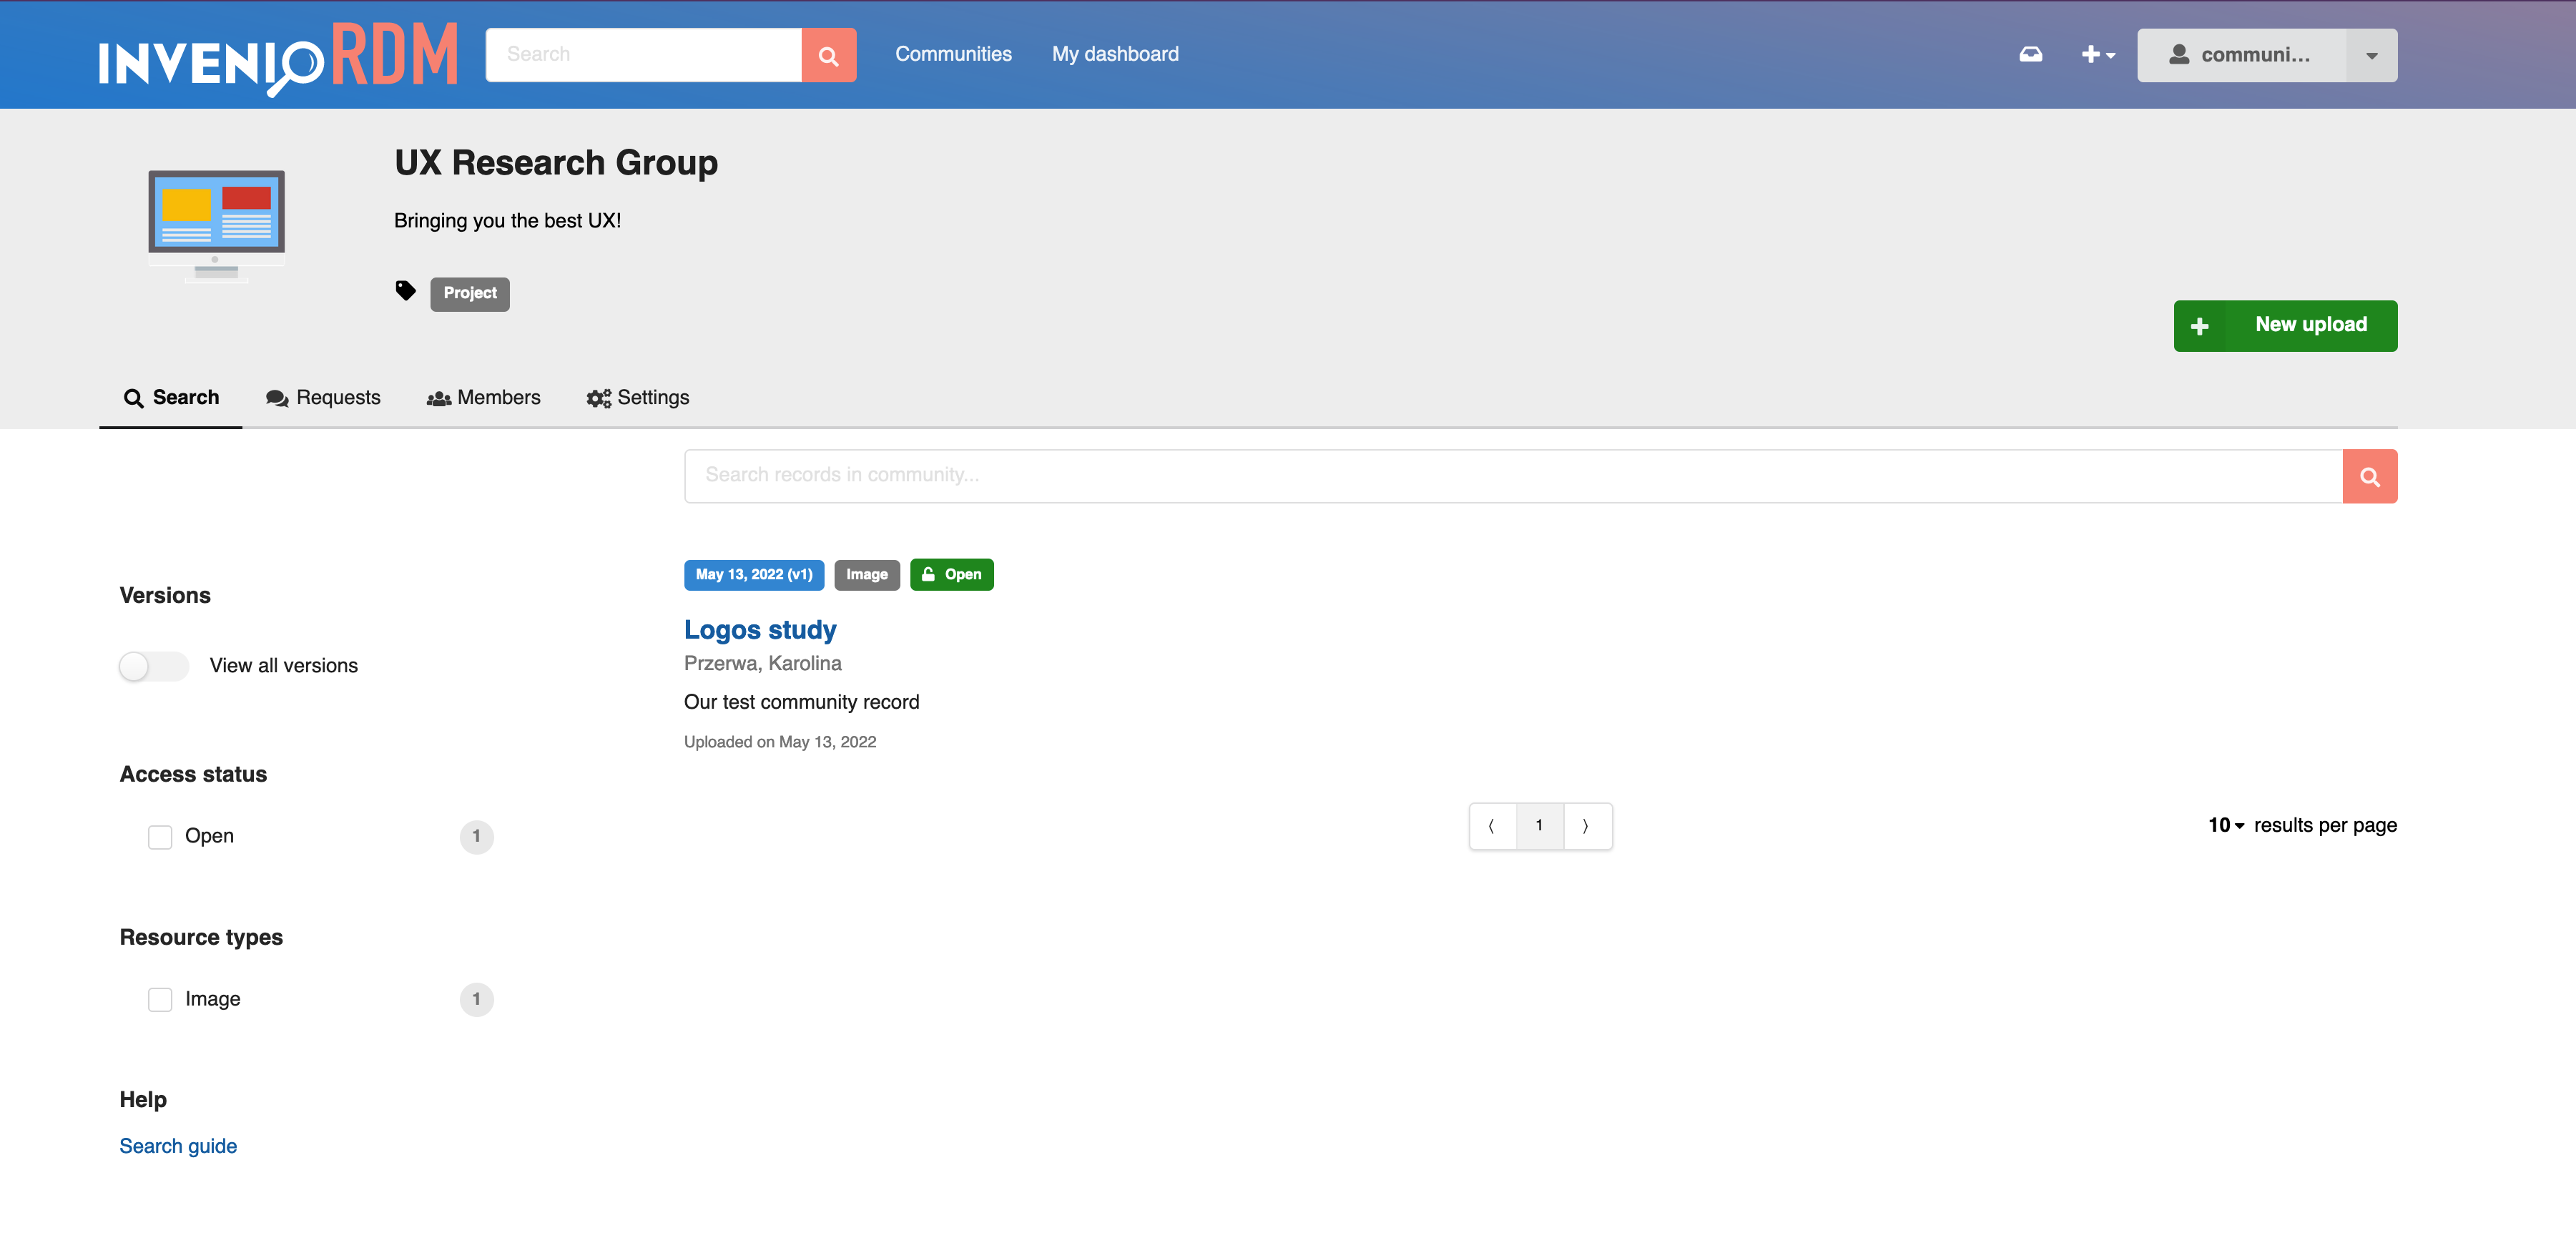 INVENIO RDM
Search
Communities
My dashboard
communi...
UX Research Group
Bringing you the best UX!
Project
New upload
Search
Requests
Members
Settings
Search records in community...
Versions
View all versions
Access status
Open 1
Resource types
Image 1
Help
Search guide
May 13, 2022 (v1) Image Open
Logos study
Przerwa, Karolina
Our test community record
Uploaded on May 13, 2022
⟨ 1 ⟩
10 results per page